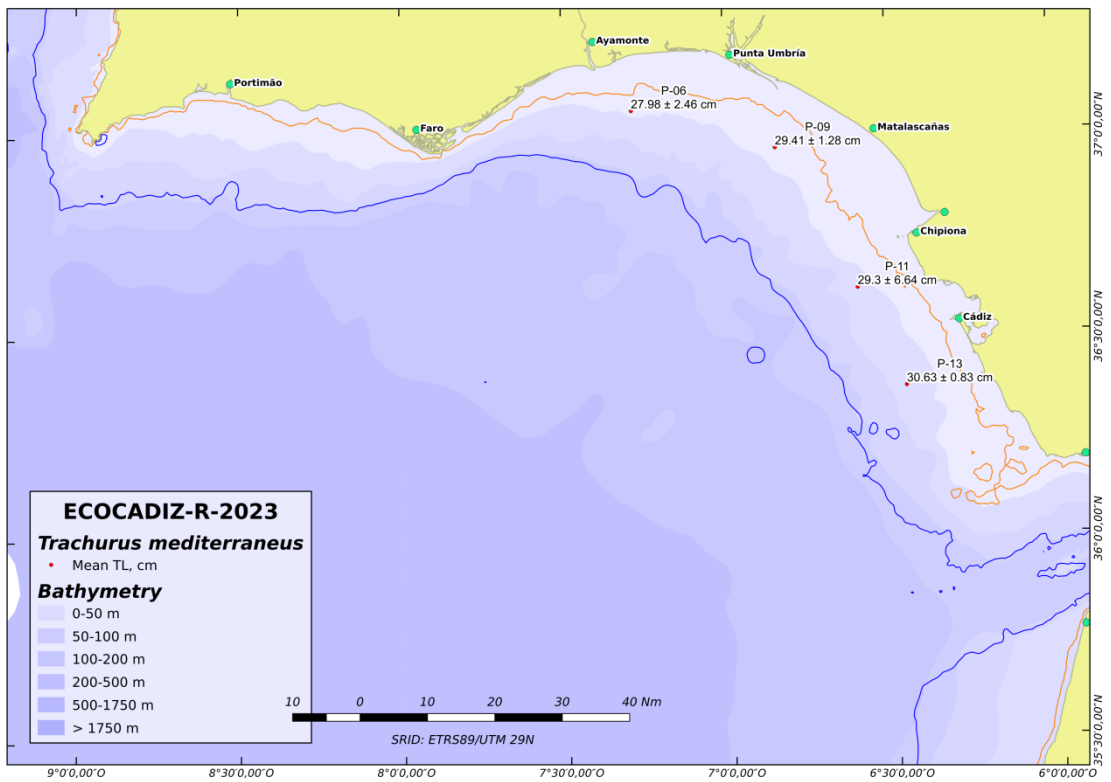 Ayamonte
Punta Umbría
Portimão
P-06
27.98 ± 2.46 cm
Faro
P-09
29.41 ± 1.28 cm
Matalascañas
37°0'0,00"N
Chipiona
P-11
29.3 ± 6.64 cm
Cádiz
36°30'0,00"N
P-13
30.63 ± 0.83 cm
ECOCADIZ-R-2023
Trachurus mediterraneus
Mean TL, cm
Bathymetry
0-50 m
50-100 m
100-200 m
200-500 m
500-1750 m
> 1750 m
36°0'0,00"N
10 0 10 20 30 40 Nm
SRID: ETRS89/UTM 29N
35°30'0,00"N
9°0'0,00"O 8°30'0,00"O 8°0'0,00"O 7°30'0,00"O 7°0'0,00"O 6°30'0,00"O 6°0'0,00"O